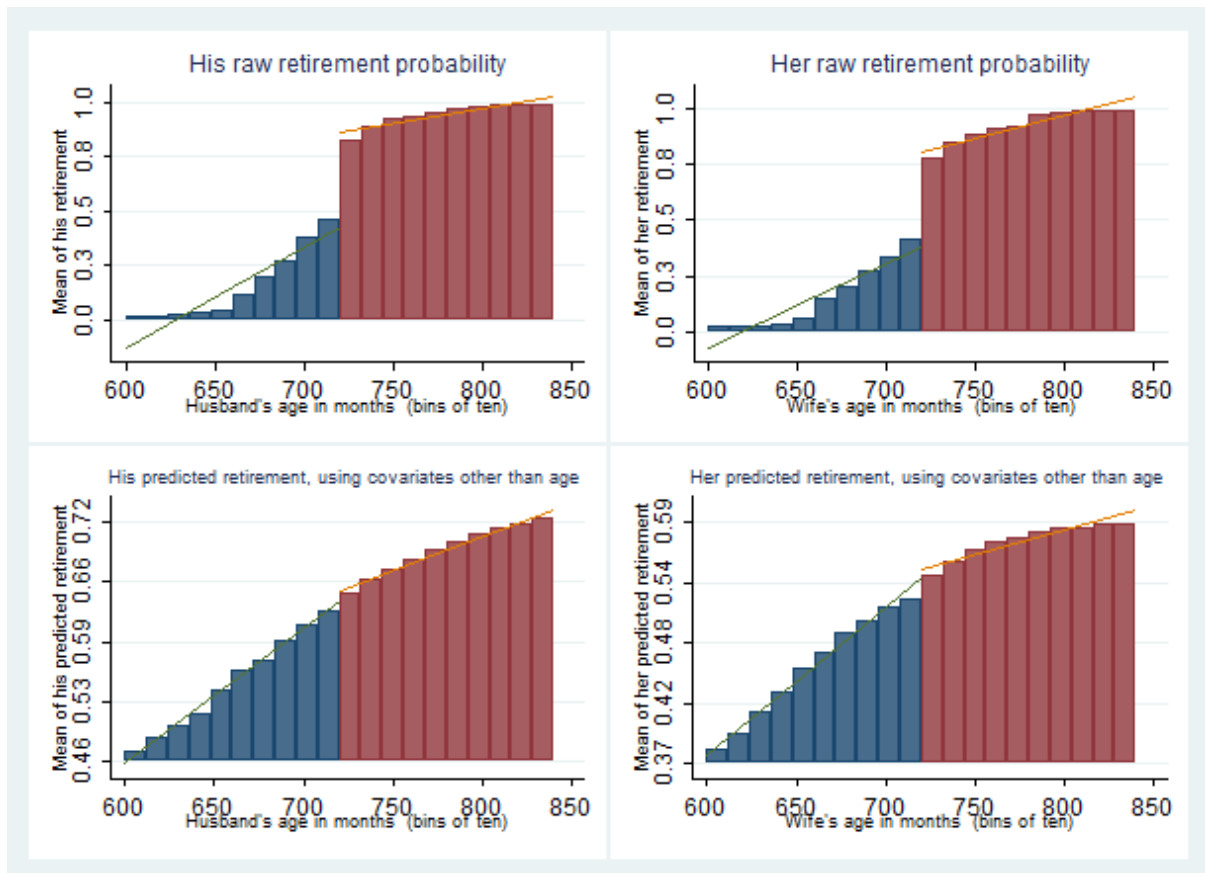 His raw retirement probability
Mean of his retirement
1.0
0.8
0.5
0.3
0.0
600 650 700 750 800 850
Husband's age in months (bins of ten)
Her raw retirement probability
Mean of her retirement
1.0
0.8
0.5
0.3
0.0
600 650 700 750 800 850
Wife's age in months (bins of ten)
His predicted retirement, using covariates other than age
Mean of his predicted retirement
0.72
0.66
0.59
0.53
0.46
600 650 700 750 800 850
Husband's age in months (bins of ten)
Her predicted retirement, using covariates other than age
Mean of her predicted retirement
0.59
0.54
0.48
0.42
0.37
600 650 700 750 800 850
Wife's age in months (bins of ten)